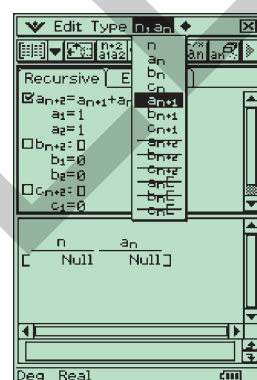 Edit Type n,an
n
an
bn
cn
an+1
bn+1
cn+1
an+2
bn+2
cn+2
anE
bnE
cnE
n+2
a1a2
Recursive E
an+2=an+1+an
a1=1
a2=1
bn+2:
b1=0
b2=0
cn+2:
c1=0
n an
Null Null
Deg Real